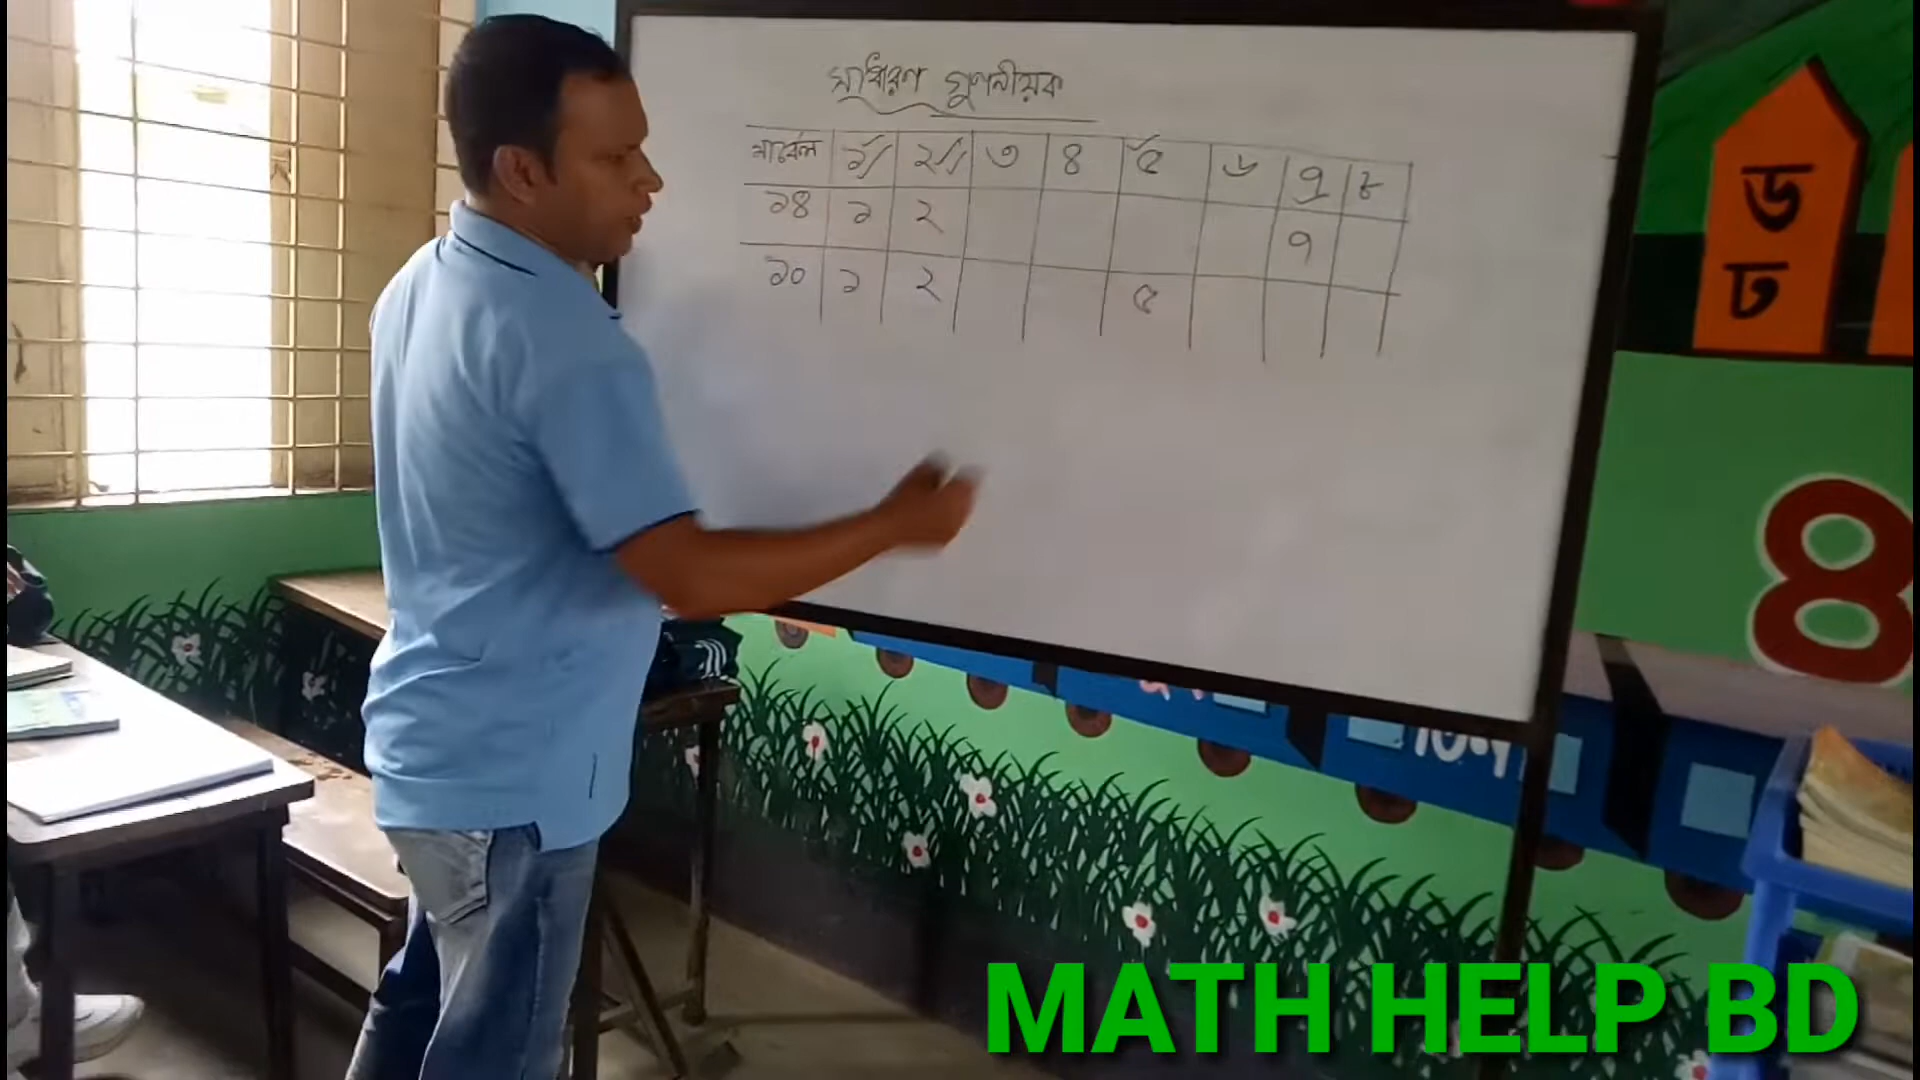 সাধারণ গুণনীয়ক
মার্বেল ১ ২ ৩ ৪ ৫ ৬ ৭ ৮
১৪ ১ ২ ৭
১০ ১ ২ ৫
ড
ঢ
8
MATH HELP BD